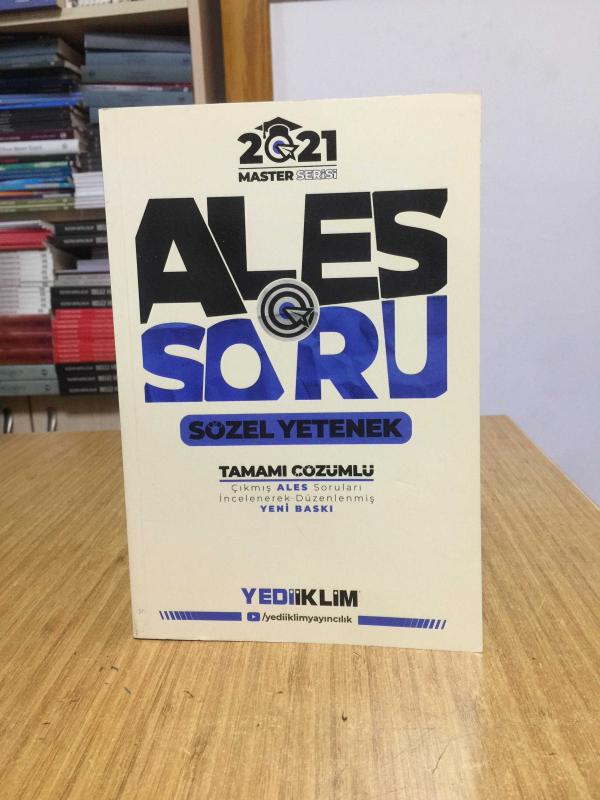 2021
MASTER SERİSİ
ALES
SORU
SÖZEL YETENEK
TAMAMI ÇÖZÜMLÜ
Çıkmış ALES Soruları
İncelenerek Düzenlenmiş
YENİ BASKI
YEDİİKLİM
/yediiklimyayıncılık